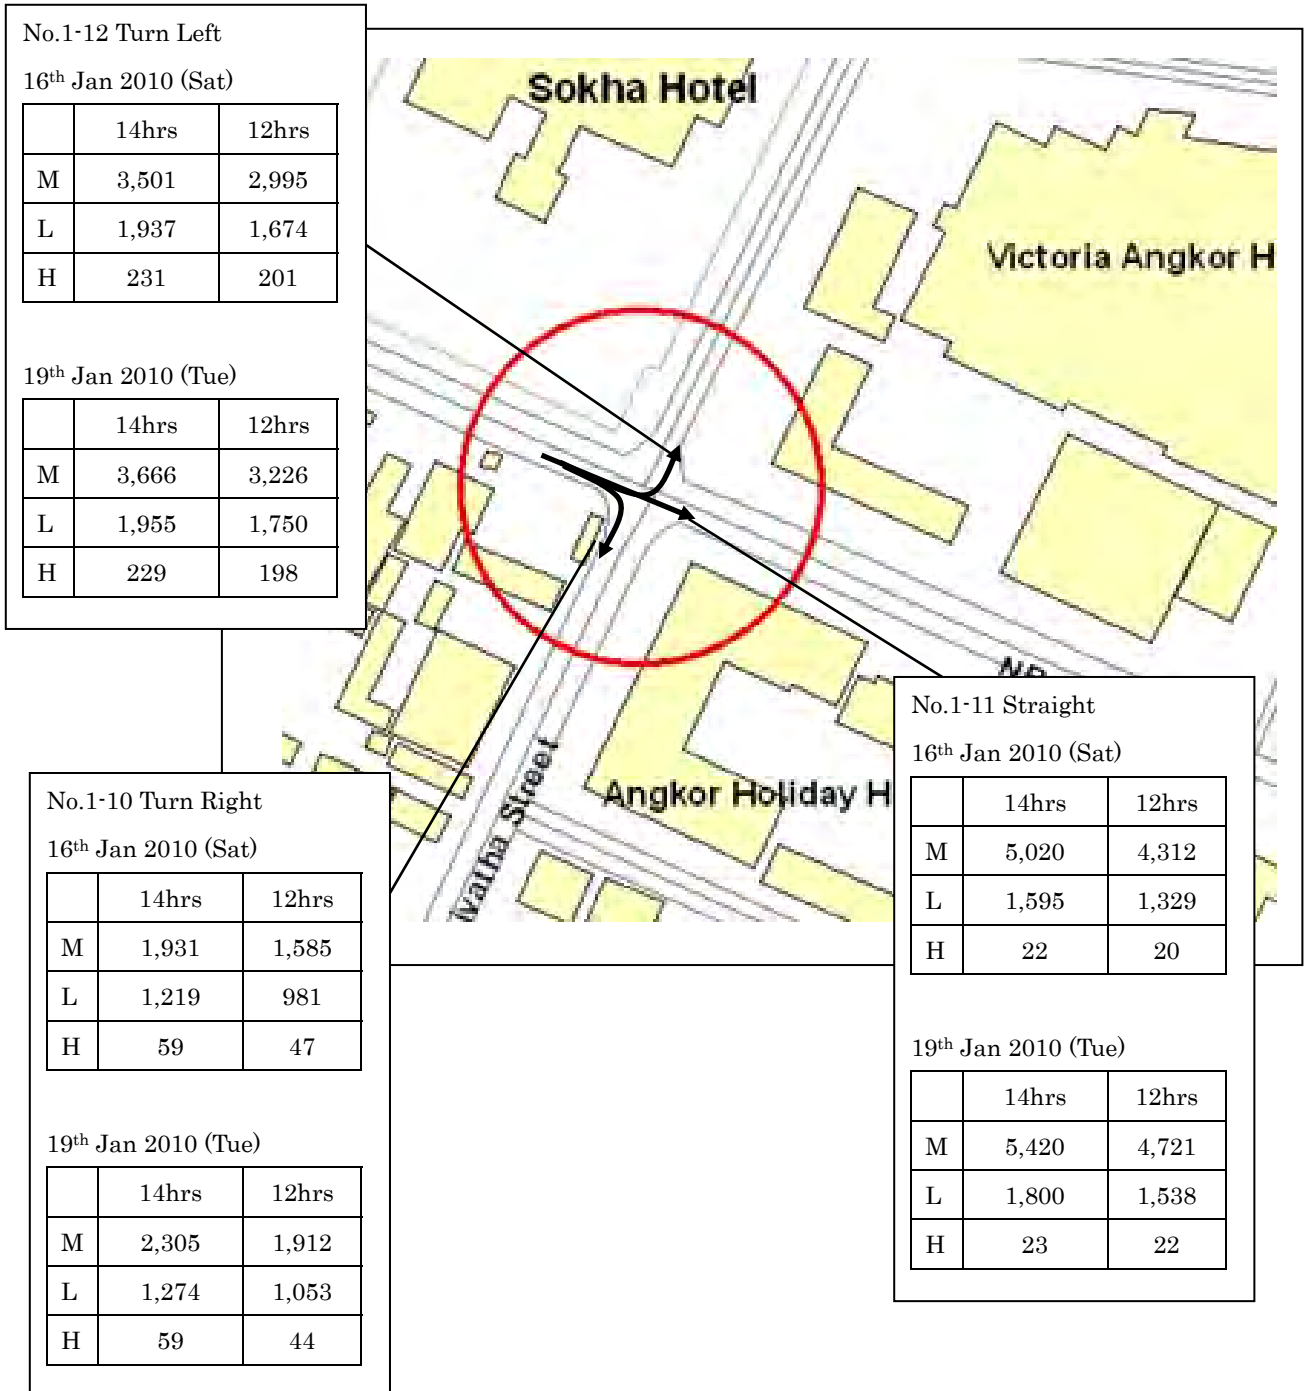 No.1-12 Turn Left
16th Jan 2010 (Sat)
14hrs 12hrs
M 3,501 2,995
L 1,937 1,674
H 231 201
19th Jan 2010 (Tue)
14hrs 12hrs
M 3,666 3,226
L 1,955 1,750
H 229 198
Sokha Hotel
Victoria Angkor H
Angkor Holiday H
ivatha Street
No.1-10 Turn Right
16th Jan 2010 (Sat)
14hrs 12hrs
M 1,931 1,585
L 1,219 981
H 59 47
19th Jan 2010 (Tue)
14hrs 12hrs
M 2,305 1,912
L 1,274 1,053
H 59 44
No.1-11 Straight
16th Jan 2010 (Sat)
14hrs 12hrs
M 5,020 4,312
L 1,595 1,329
H 22 20
19th Jan 2010 (Tue)
14hrs 12hrs
M 5,420 4,721
L 1,800 1,538
H 23 22